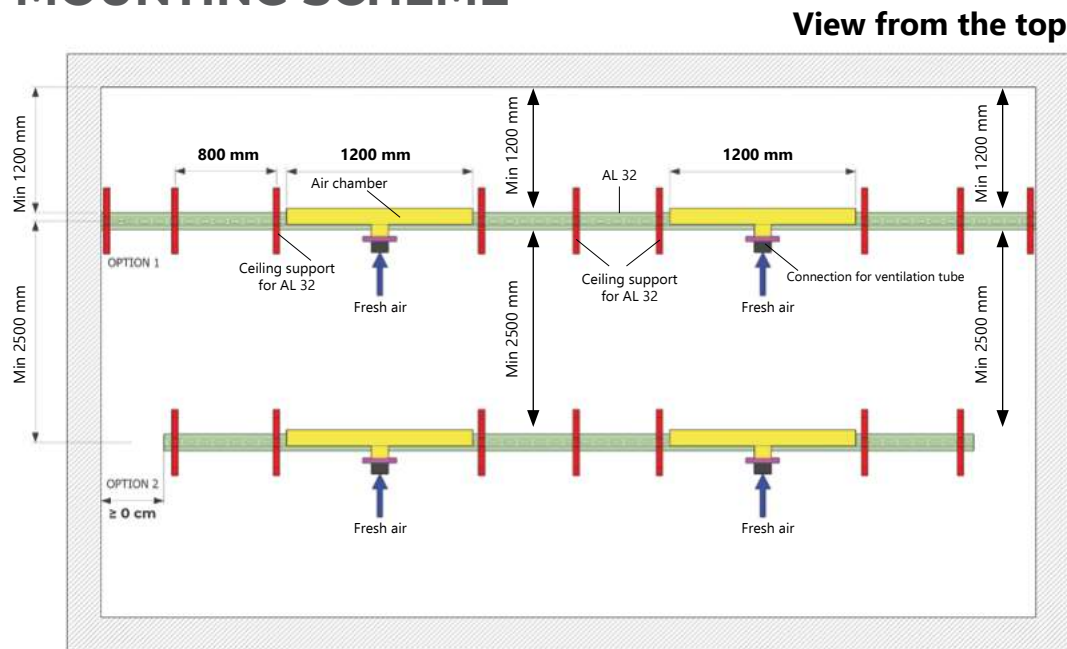 MOUNTING SCHEME
View from the top
Min 1200 mm
800 mm
1200 mm
Air chamber
Min 1200 mm
AL 32
1200 mm
Min 1200 mm
OPTION 1
Ceiling support
for AL 32
Fresh air
Ceiling support
for AL 32
Connection for ventilation tube
Fresh air
Min 2500 mm
Min 2500 mm
Min 2500 mm
OPTION 2
≥ 0 cm
Fresh air
Fresh air